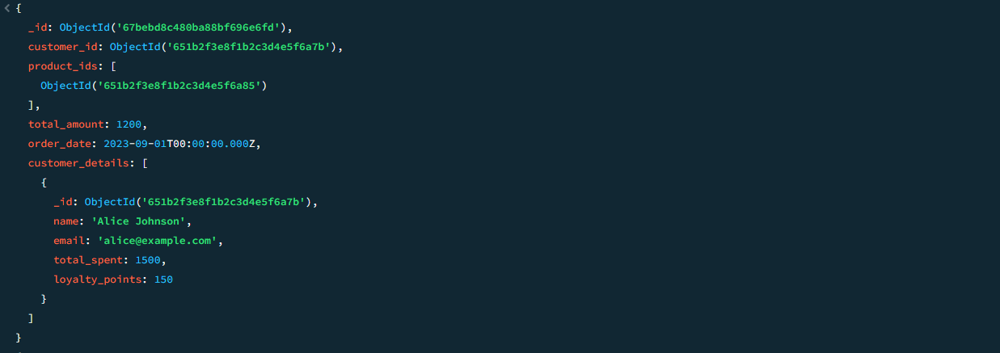 {
_id: ObjectId('67bebd8c480ba88bf696e6fd'),
customer_id: ObjectId('651b2f3e8f1b2c3d4e5f6a7b'),
product_ids: [
ObjectId('651b2f3e8f1b2c3d4e5f6a85')
],
total_amount: 1200,
order_date: 2023-09-01T00:00:00.000Z,
customer_details: [
{
_id: ObjectId('651b2f3e8f1b2c3d4e5f6a7b'),
name: 'Alice Johnson',
email: 'alice@example.com',
total_spent: 1500,
loyalty_points: 150
}
]
}